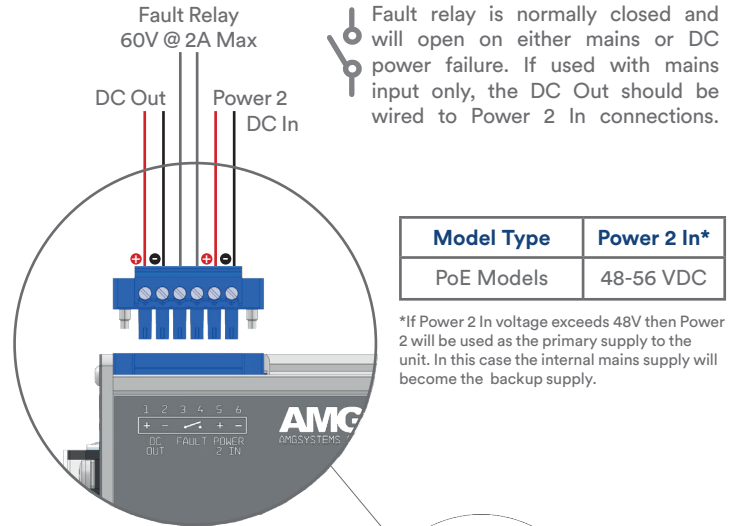 Fault Relay
60V @ 2A Max
DC Out
Power 2
DC In
Fault relay is normally closed and
will open on either mains or DC
power failure. If used with mains
input only, the DC Out should be
wired to Power 2 In connections.
Model Type Power 2 In*
PoE Models 48-56 VDC
*If Power 2 In voltage exceeds 48V then Power
2 will be used as the primary supply to the
unit. In this case the internal mains supply will
become the backup supply.
+ - + -
1 2 3 4 5 6
+ - + -
DC OUT
FAULT
POWER 2 IN
AMG
AMGSYSTEMS